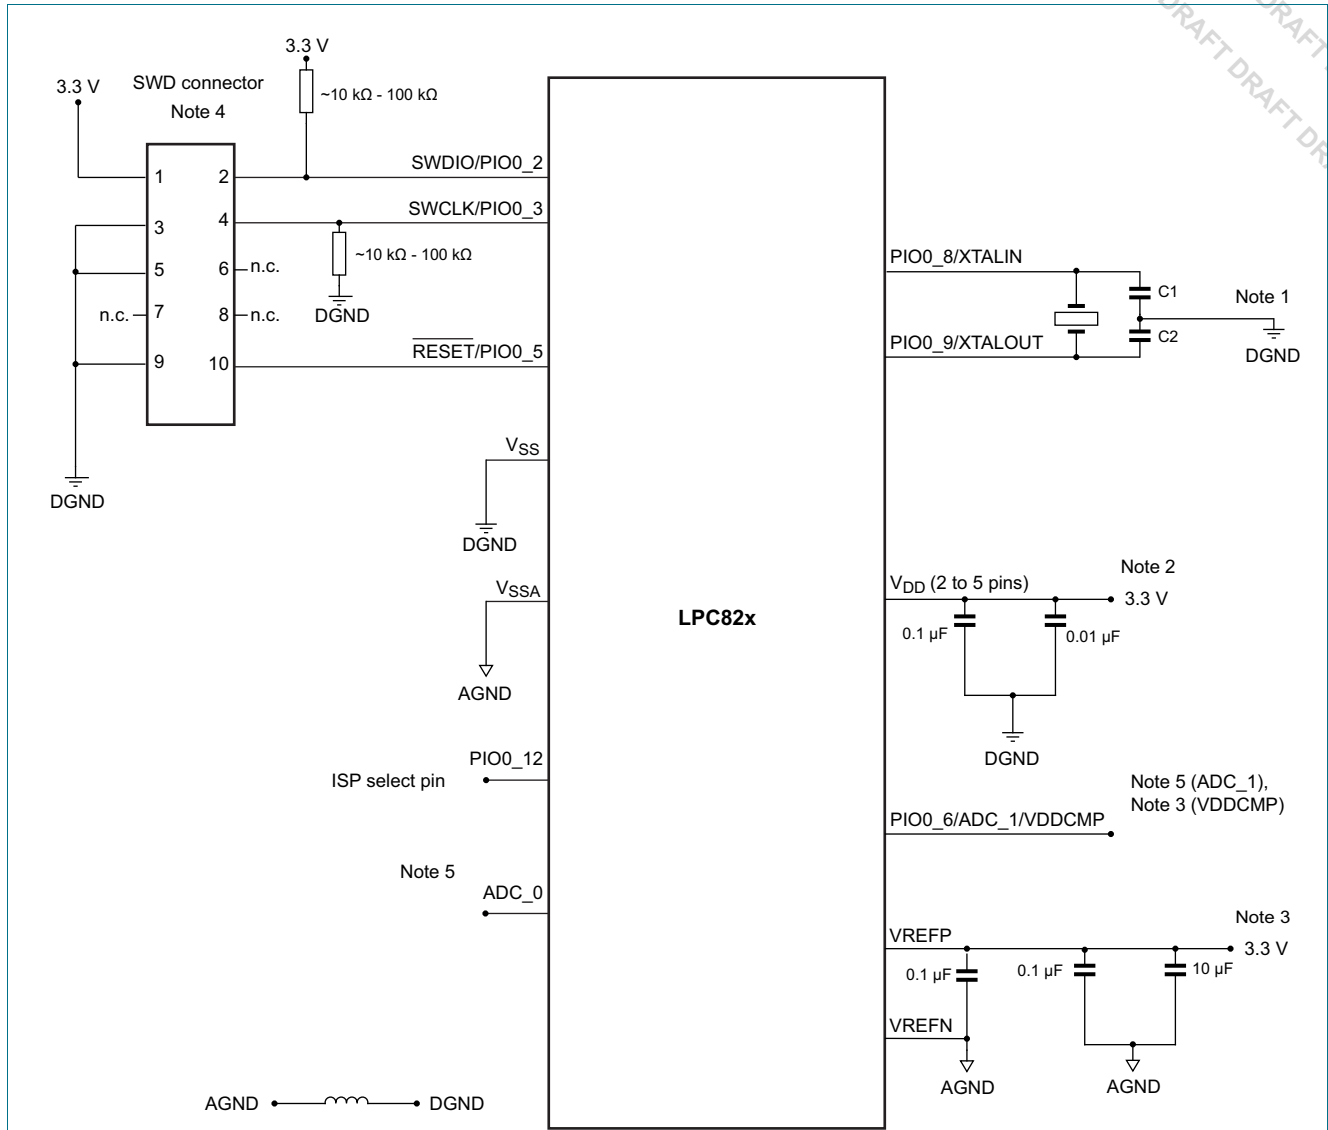 DRAFT DRAFT DR
DRAFT
3.3 V
3.3 V
SWD connector
Note 4
~10 kΩ - 100 kΩ
1
2
SWDIO/PIO0_2
3
4
SWCLK/PIO0_3
~10 kΩ - 100 kΩ
5
6
n.c.
n.c.
7
8
n.c.
DGND
9
10
RESET/PIO0_5
DGND
VSS
DGND
VSSA
AGND
PIO0_12
ISP select pin
Note 5
ADC_0
AGND
DGND
LPC82x
PIO0_8/XTALIN
C1
Note 1
PIO0_9/XTALOUT
C2
DGND
Note 2
VDD (2 to 5 pins)
3.3 V
0.1 µF
0.01 µF
DGND
Note 5 (ADC_1),
Note 3 (VDDCMP)
PIO0_6/ADC_1/VDDCMP
Note 3
VREFP
3.3 V
0.1 µF
0.1 µF
10 µF
VREFN
AGND
AGND